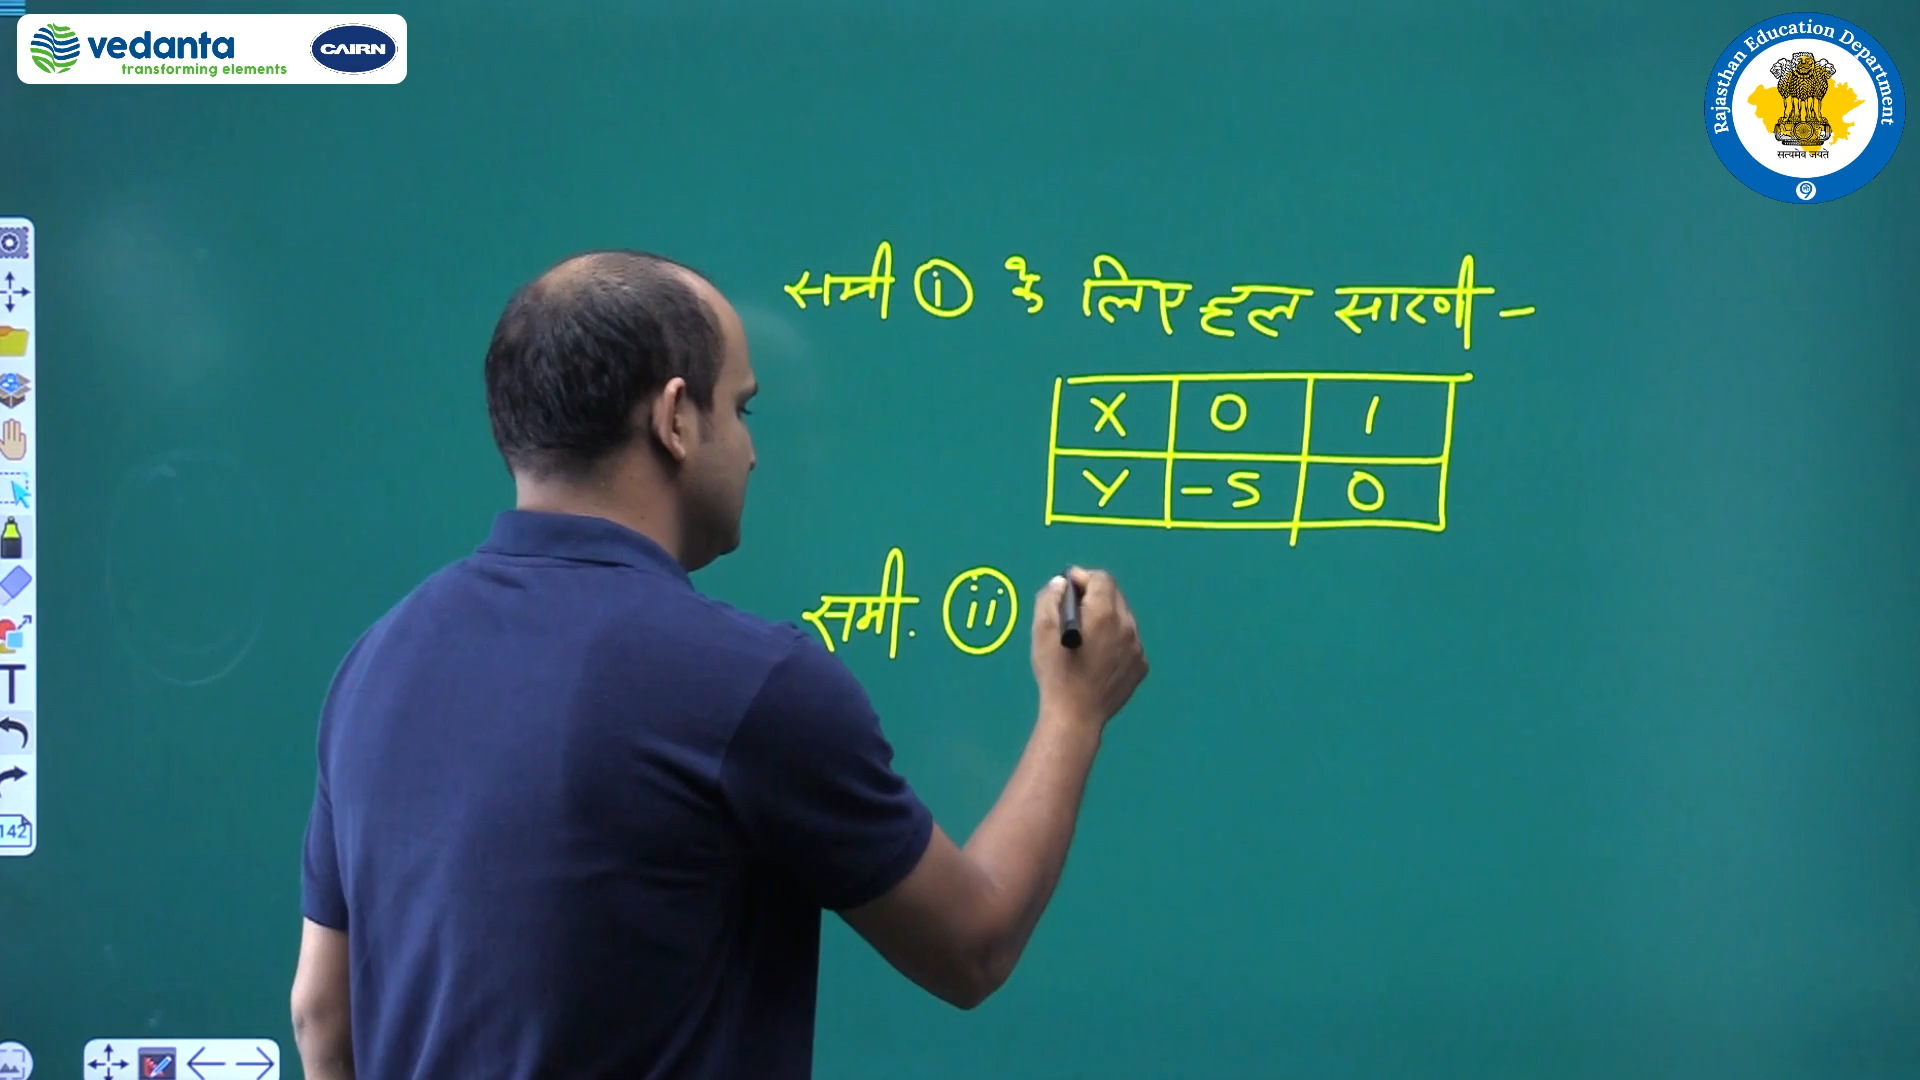 vedanta
transforming elements
CAIRN
Rajasthan Education Department
सत्यमेव जयते
समी (i) के लिए हल सारणी -
X 0 1
Y -5 0
समी. (ii)
T
142